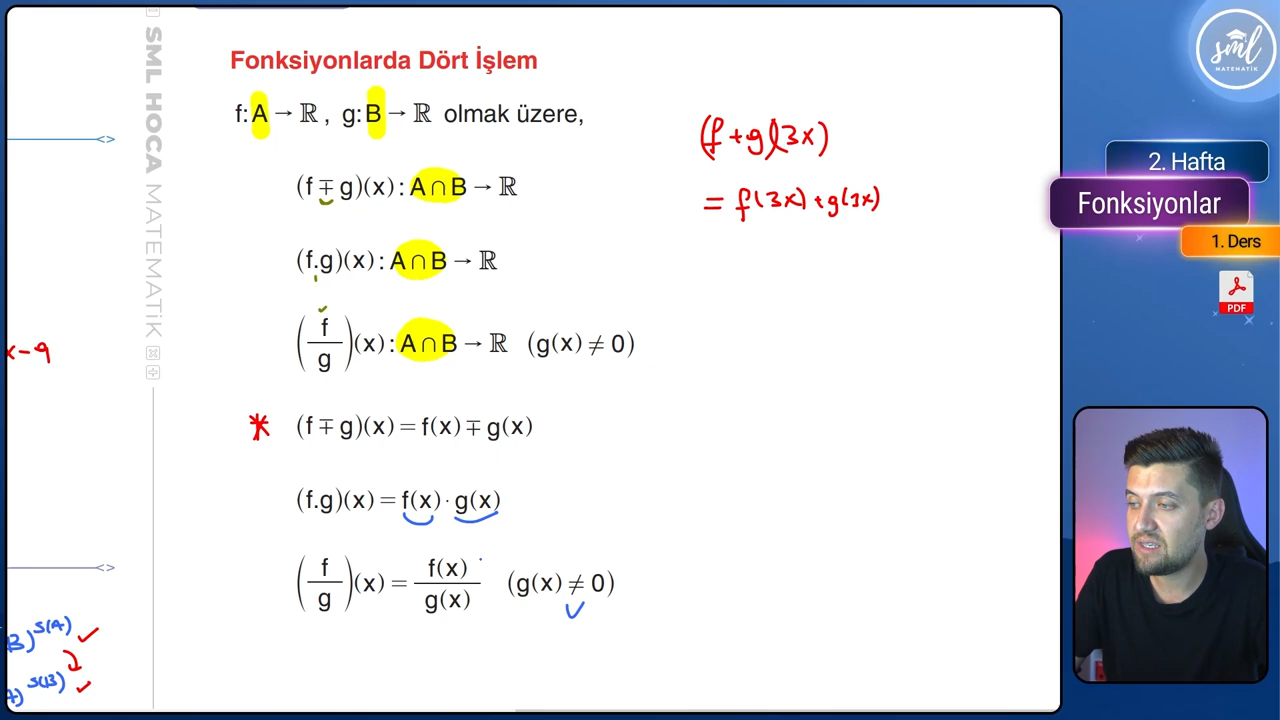 Fonksiyonlarda Dört İşlem
f: A → ℝ , g: B → ℝ olmak üzere,
(f ∓ g)(x) : A ∩ B → ℝ
(f.g)(x) : A ∩ B → ℝ
(f/g)(x) : A ∩ B → ℝ (g(x) ≠ 0)
* (f ∓ g)(x) = f(x) ∓ g(x)
(f.g)(x) = f(x) · g(x)
(f/g)(x) = f(x)/g(x) (g(x) ≠ 0)
(f+g)(3x)
= f(3x) + g(3x)
SML HOCA MATEMATİK
x-9
B) s(A)
s(B)
sml
MATEMATİK
2. Hafta
Fonksiyonlar
1. Ders
PDF